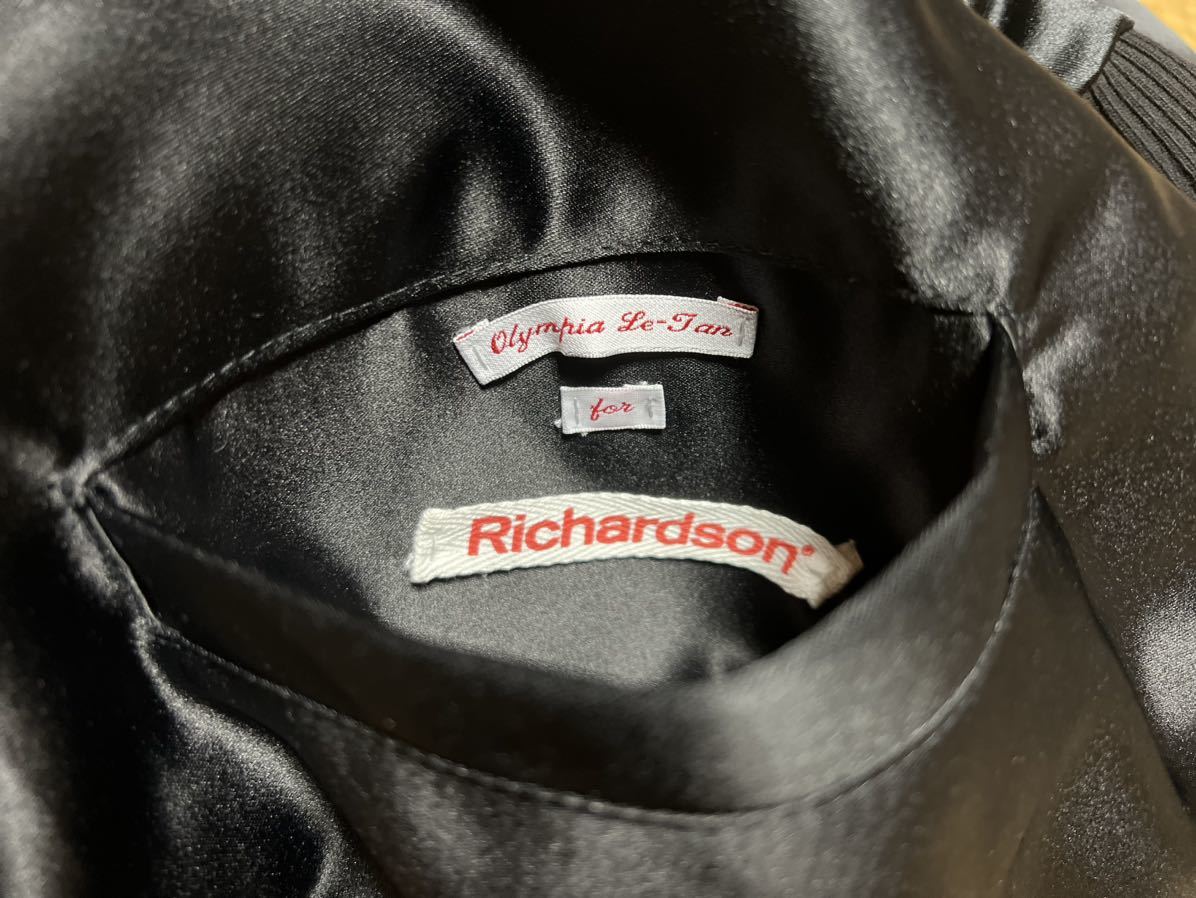 Olympia Le-Tan
for
Richardson®